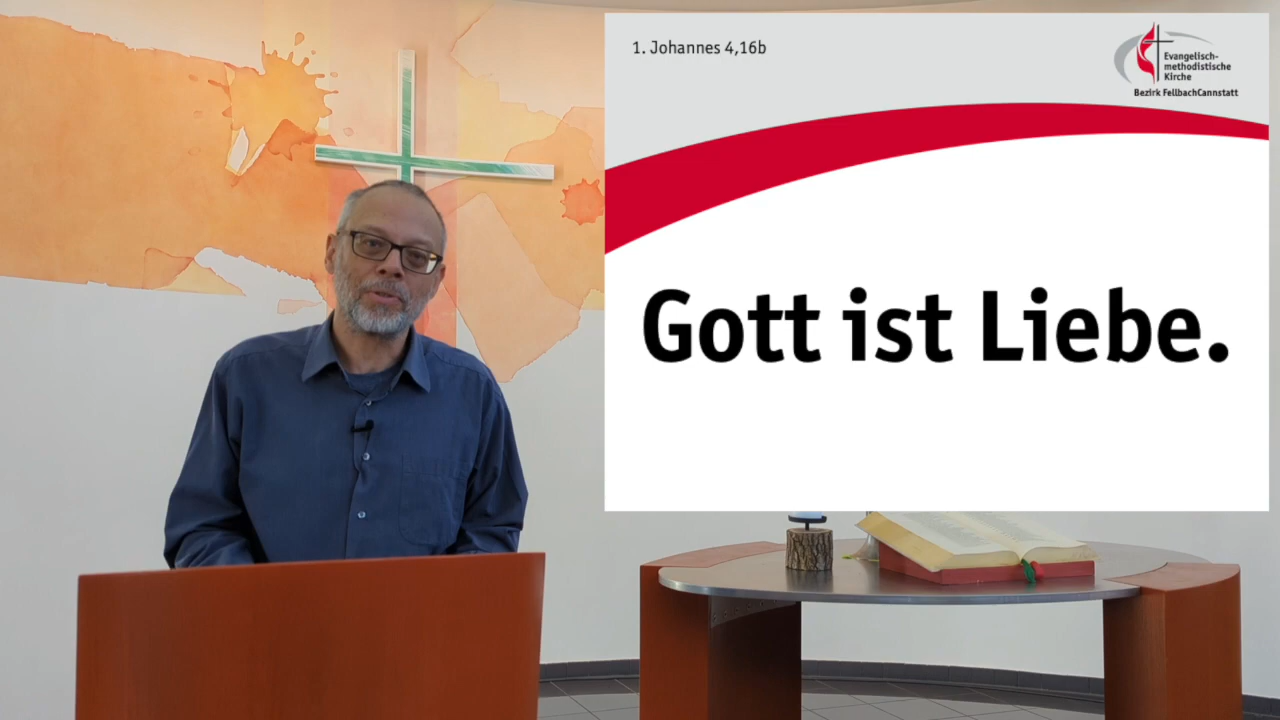 1. Johannes 4,16b
Evangelisch-
methodistische
Kirche
Bezirk FellbachCannstatt
Gott ist Liebe.